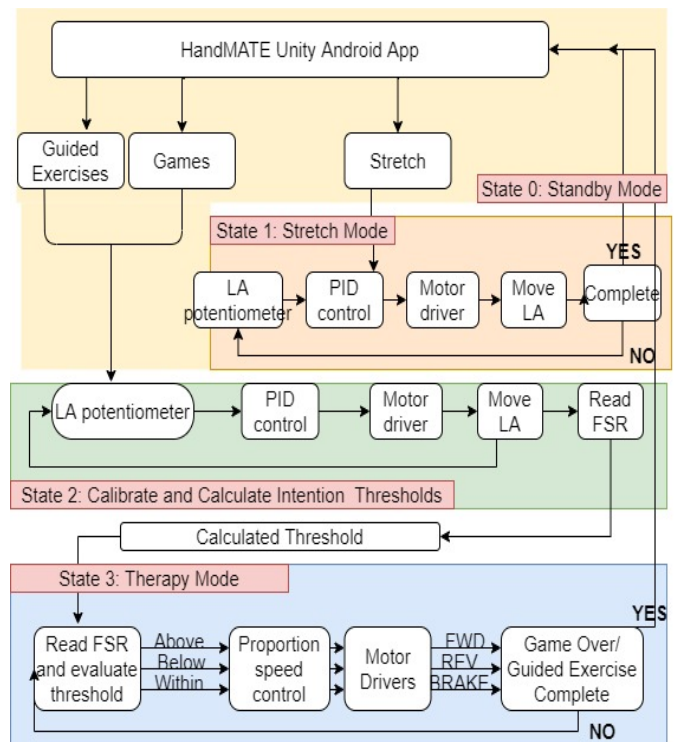 HandMATE Unity Android App
Guided
Exercises
Games
Stretch
State 0: Standby Mode
State 1: Stretch Mode
YES
LA
potentiometer
PID
control
Motor
driver
Move
LA
Complete
NO
LA potentiometer
PID
control
Motor
driver
Move
LA
Read
FSR
State 2: Calibrate and Calculate Intention Thresholds
Calculated Threshold
State 3: Therapy Mode
YES
Read FSR
and evaluate
threshold
Above
Below
Within
Proportion
speed
control
Motor
Drivers
FWD
REV
BRAKE
Game Over/
Guided Exercise
Complete
NO